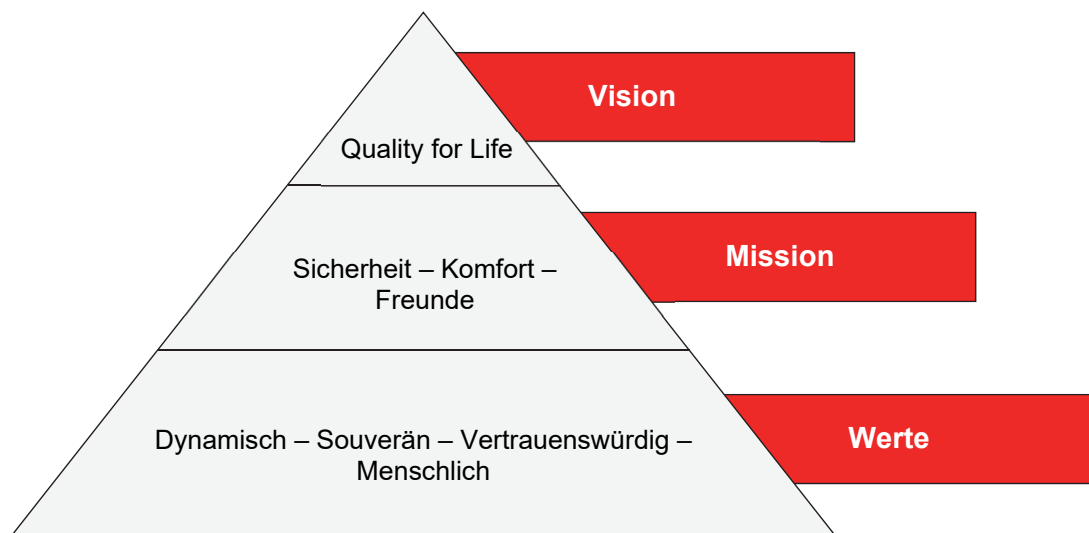 Vision
Quality for Life
Mission
Sicherheit – Komfort –
Freunde
Werte
Dynamisch – Souverän – Vertrauenswürdig –
Menschlich